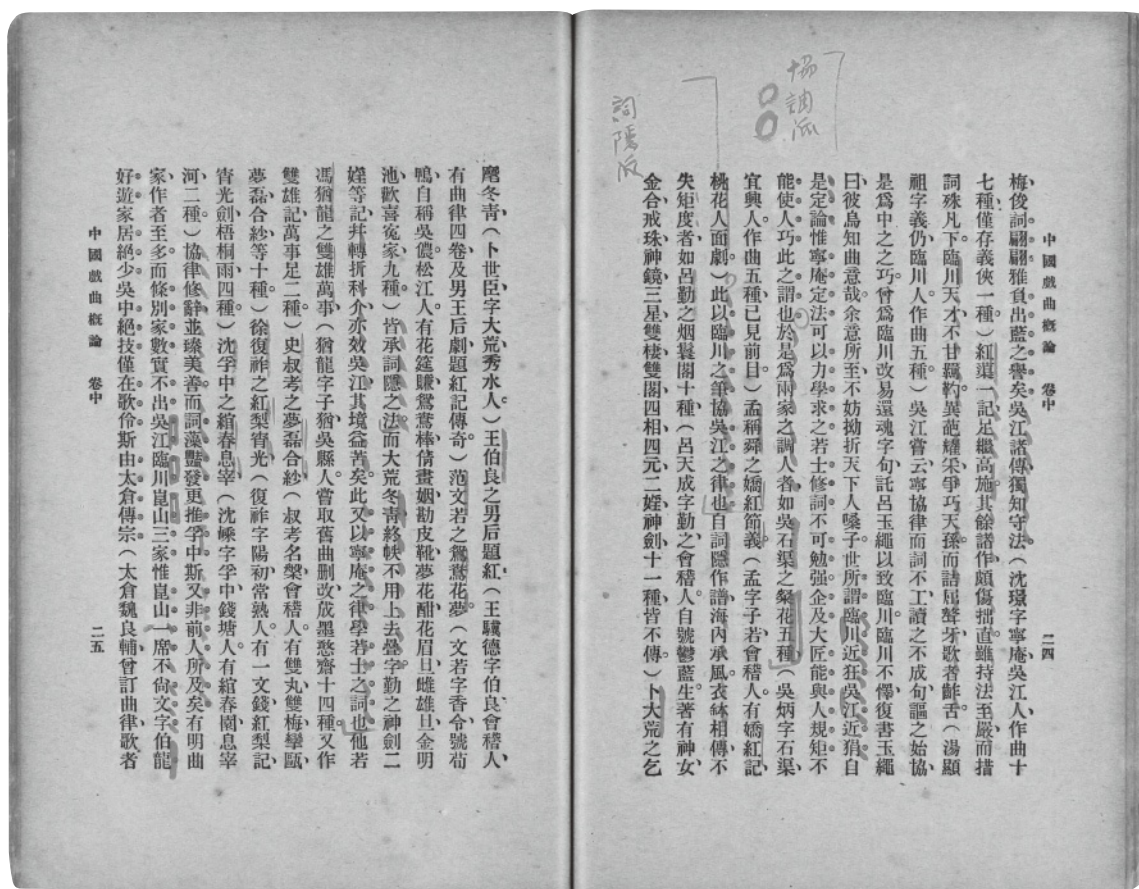 協調派
詞隱派
中國戲曲概論　卷中
二四
梅俊詞翩翩雅負出藍之譽矣吳江諸傳獨知守法（沈璟字寧庵吳江人作曲十
七種僅存義俠一種）紅蕖一記足繼高施其餘諸作頗傷拙直雖持法至嚴而措
詞殊凡下臨川天才不甘羈靮異葩耀采爭巧天孫而詰屈聱牙歌者齰舌（湯顯
祖字義仍臨川人作曲五種）吳江嘗云寧協律而詞不工讀之不成句謳之始協
是爲中之之巧曾爲臨川改易還魂字句託呂玉繩以致臨川臨川不懌復書玉繩
曰彼烏知曲意哉余意所至不妨拗折天下人嗓子世所謂臨川近狂吳江近狷自
是定論惟寧庵定法可以力學求之若士修詞不可勉强企及大匠能與人規矩不
能使人巧此之謂也於是爲兩家之調人者如吳石渠之粲花五種（吳炳字石渠
宜興人作曲五種已見前目）孟稱舜之嬌紅節義（孟字子若會稽人有嬌紅記
桃花人面劇）此以臨川之筆協吳江之律也自詞隱作譜海內承風衣缽相傳不
失矩度者如呂勤之烟鬟閣十種（呂天成字勤之會稽人自號鬱藍生著有神女
金合戒珠神鏡三星雙棲雙閣四相四元二婬神劍十一種皆不傳）卜大荒之乞
麾冬靑（卜世臣字大荒秀水人）王伯良之男后題紅（王驥德字伯良會稽人
有曲律四卷及男王后劇題紅記傳奇）范文若之鴛鴦花夢（文若字香令號荀
鴨自稱吳儂松江人有花筵賺鴛鴦棒倩畫姻勘皮靴夢花酣花眉旦雌雄旦金明
池歡喜寃家九種）皆承詞隱之法而大荒冬靑終帙不用上去疊字勤之神劍二
婬等記幷轉折科介亦效吳江其境益苦矣此又以寧庵之律學若士之詞也他若
馮猶龍之雙雄萬事（猶龍字子猶吳縣人嘗取舊曲删改成墨憨齋十四種又作
雙雄記萬事足二種）史叔考之夢磊合紗（叔考名槃會稽人有雙丸雙梅攣甌
夢磊合紗等十種）徐復祚之紅梨宵光（復祚字陽初常熟人有一文錢紅梨記
宵光劍梧桐雨四種）沈孚中之綰春息宰（沈嵊字孚中錢塘人有綰春園息宰
河二種）協律修辭並臻美善而詞藻豔發更推孚中斯又非前人所及矣有明曲
家作者至多而條別家數實不出吳江臨川崑山三家惟崑山一席不尙文字伯龍
好遊家居絕少吳中絕技僅在歌伶斯由太倉傳宗（太倉魏良輔曾訂曲律歌者
中國戲曲概論　卷中
二五